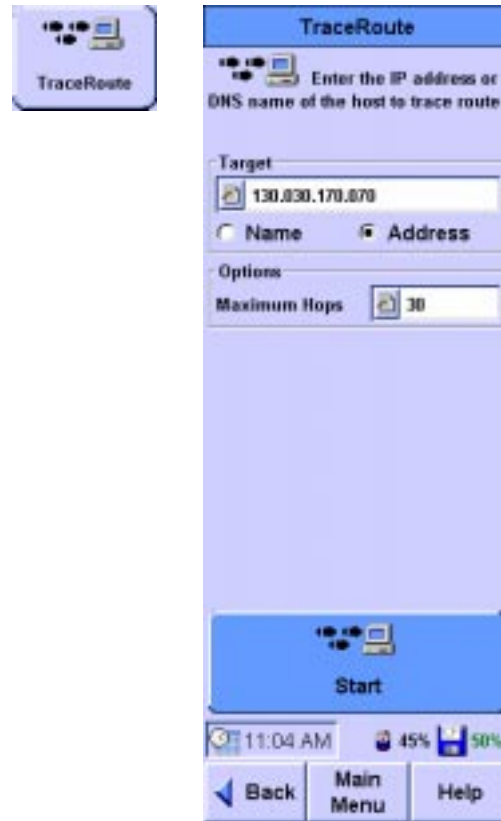 TraceRoute
TraceRoute
Enter the IP address or
DNS name of the host to trace route
Target
130.030.170.070
Name
Address
Options
Maximum Hops
30
Start
11:04 AM
45%
50%
Back
Main
Menu
Help